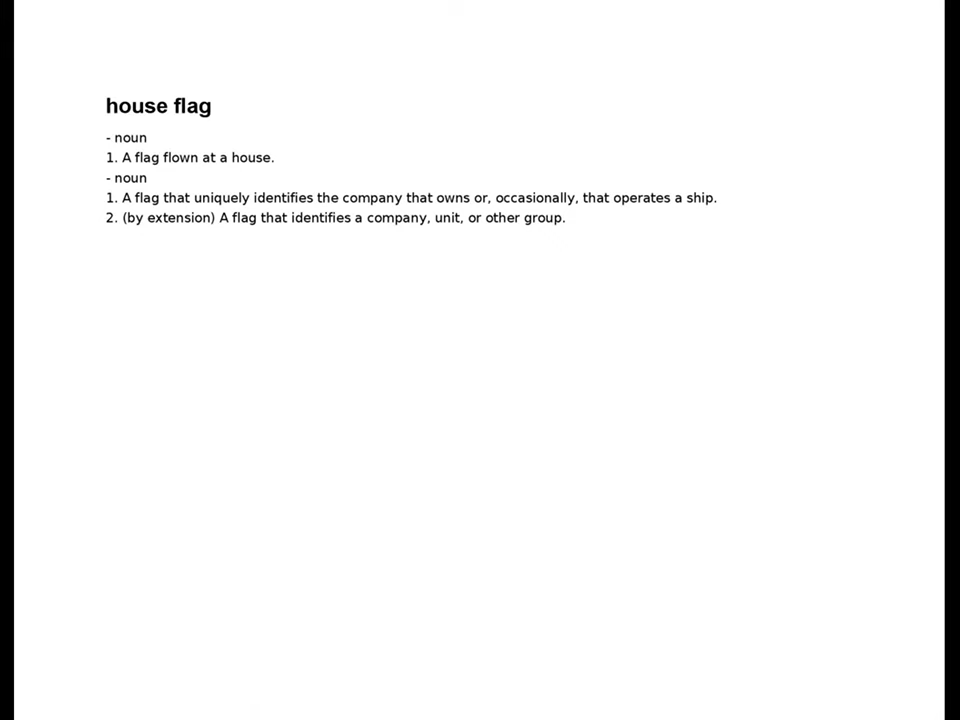 house flag
- noun
1. A flag flown at a house.
- noun
1. A flag that uniquely identifies the company that owns or, occasionally, that operates a ship.
2. (by extension) A flag that identifies a company, unit, or other group.